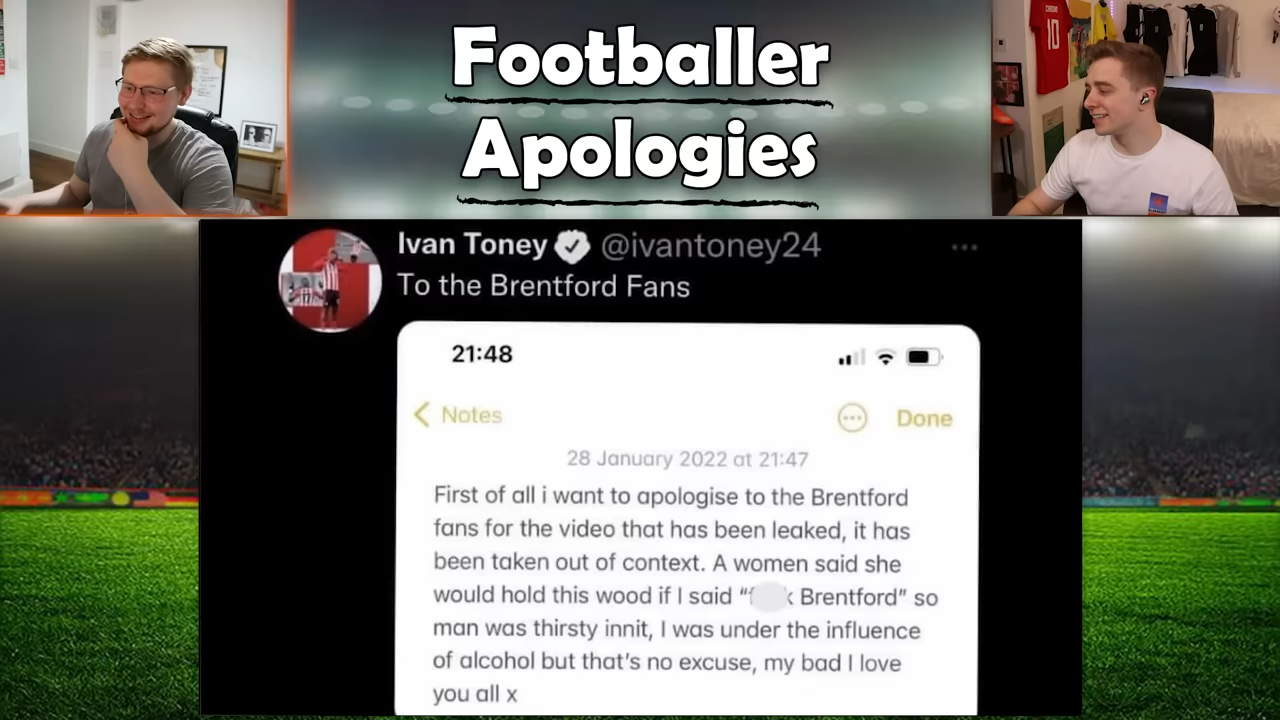 Footballer
Apologies
Ivan Toney @ivantoney24
To the Brentford Fans
21:48
Notes
Done
28 January 2022 at 21:47
First of all i want to apologise to the Brentford
fans for the video that has been leaked, it has
been taken out of context. A women said she
would hold this wood if I said "f k Brentford" so
man was thirsty innit, I was under the influence
of alcohol but that's no excuse, my bad I love
you all x
10